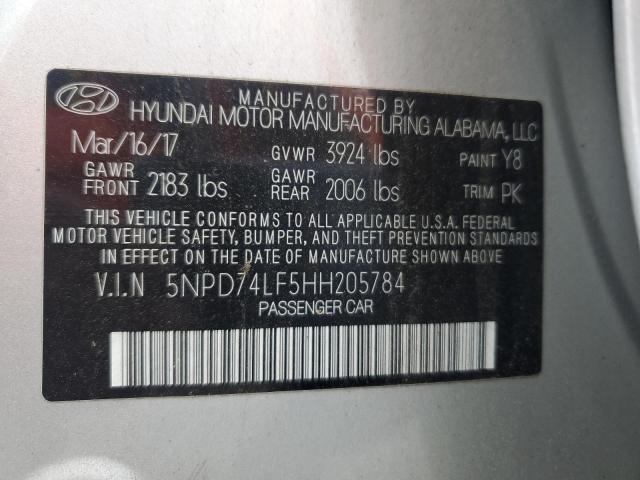 MANUFACTURED BY
HYUNDAI MOTOR MANUFACTURING ALABAMA, LLC
Mar/16/17 GVWR 3924 lbs PAINT Y8
GAWR FRONT 2183 lbs GAWR REAR 2006 lbs TRIM PK
THIS VEHICLE CONFORMS TO ALL APPLICABLE U.S.A. FEDERAL
MOTOR VEHICLE SAFETY, BUMPER, AND THEFT PREVENTION STANDARDS
IN EFFECT ON THE DATE OF MANUFACTURE SHOWN ABOVE
V.I.N 5NPD74LF5HH205784
PASSENGER CAR